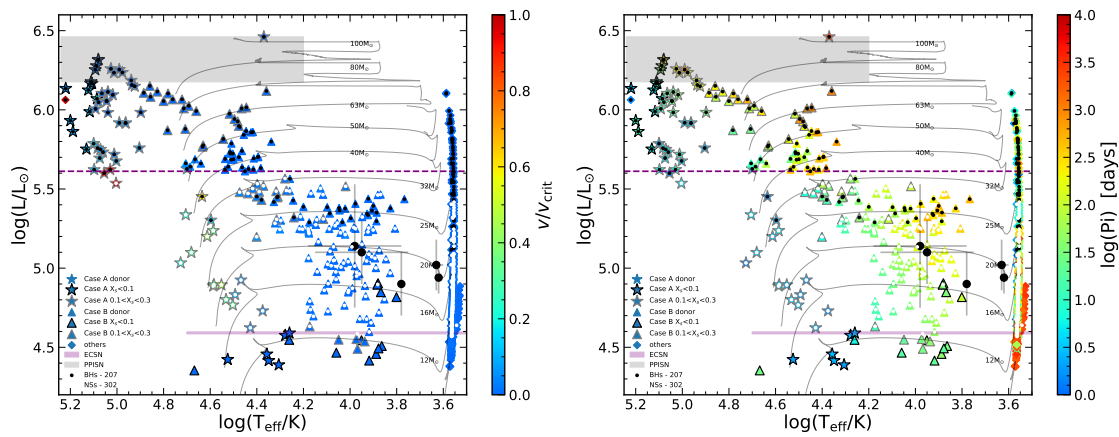 6.5
6.0
5.5
5.0
4.5
log(L/L⊙)
5.2 5.0 4.8 4.6 4.4 4.2 4.0 3.8 3.6
log(Teff/K)
100M⊙
80M⊙
63M⊙
50M⊙
40M⊙
32M⊙
25M⊙
20M⊙
16M⊙
12M⊙
Case A donor
Case A Xs<0.1
Case A 0.1<Xs<0.3
Case B donor
Case B Xs<0.1
Case B 0.1<Xs<0.3
others
ECSN
PPISN
BHs - 207
NSs - 302
1.0
0.8
0.6
0.4
0.2
0.0
v/vcrit
6.5
6.0
5.5
5.0
4.5
log(L/L⊙)
5.2 5.0 4.8 4.6 4.4 4.2 4.0 3.8 3.6
log(Teff/K)
100M⊙
80M⊙
63M⊙
50M⊙
40M⊙
32M⊙
25M⊙
20M⊙
16M⊙
12M⊙
Case A donor
Case A Xs<0.1
Case A 0.1<Xs<0.3
Case B donor
Case B Xs<0.1
Case B 0.1<Xs<0.3
others
ECSN
PPISN
BHs - 207
NSs - 302
4.0
3.5
3.0
2.5
2.0
1.5
1.0
0.5
0.0
log(Pi) [days]